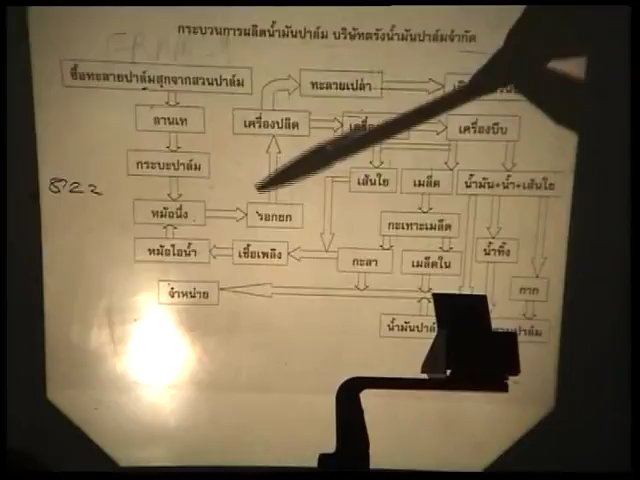 กระบวนการผลิตน้ำมันปาล์ม บริษัทตรังน้ำมันปาล์มจำกัด
ซื้อทะลายปาล์มสุกจากสวนปาล์ม
ทะลายเปล่า
ลานเท
เครื่องปลิด
เครื่องบีบ
กระบะปาล์ม
เส้นใย
เมล็ด
น้ำมัน+น้ำ+เส้นใย
8722
หม้อนึ่ง
รอกยก
กะเทาะเมล็ด
หม้อไอน้ำ
เชื้อเพลิง
กะลา
เมล็ดใน
น้ำทิ้ง
จำหน่าย
กาก
น้ำมันปาล์